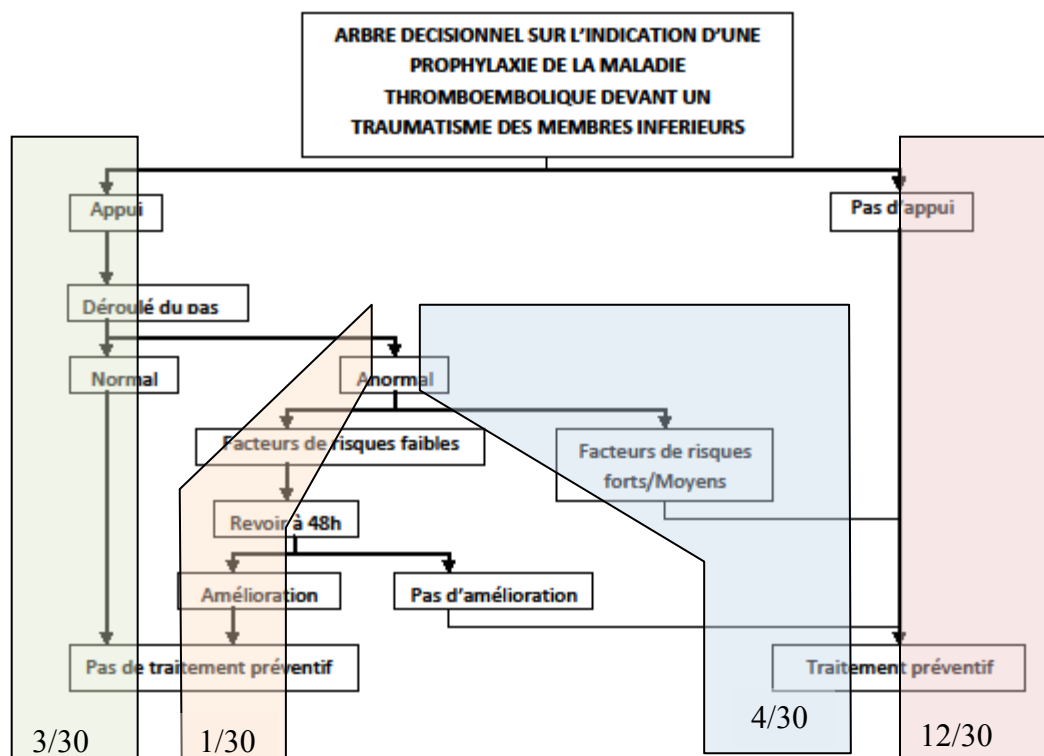 ARBRE DECISIONNEL SUR L'INDICATION D'UNE
PROPHYLAXIE DE LA MALADIE
THROMBOEMBOLIQUE DEVANT UN
TRAUMATISME DES MEMBRES INFERIEURS
Appui
Pas d'appui
Déroulé du pas
Normal
Anormal
Facteurs de risques faibles
Facteurs de risques
forts/Moyens
Revoir à 48h
Amélioration
Pas d'amélioration
Pas de traitement préventif
Traitement préventif
3/30
1/30
4/30
12/30